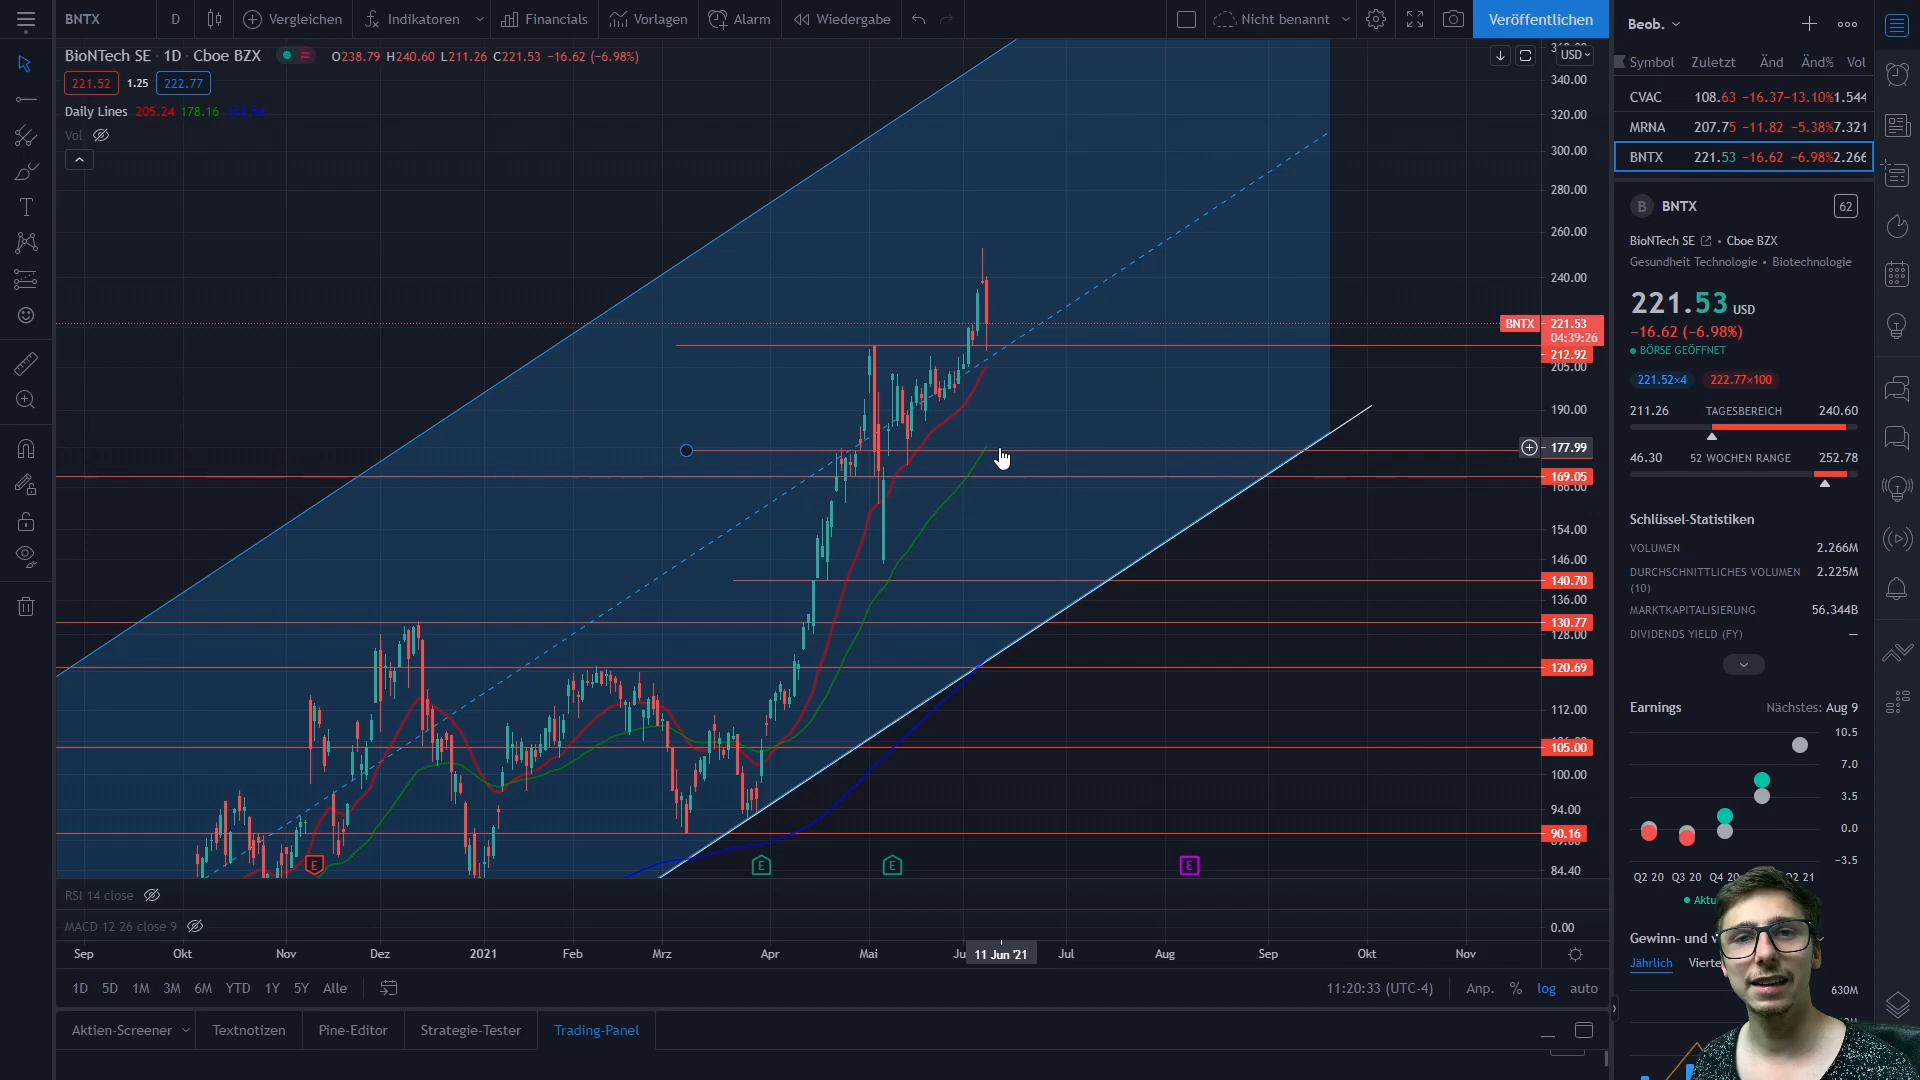 BNTX D Vergleichen Indikatoren Financials Vorlagen Alarm Wiedergabe Nicht benannt Veröffentlichen
BioNTech SE · 1D · Cboe BZX O238.79 H240.60 L211.26 C221.53 −16.62 (−6.98%)
221.52 1.25 222.77
Daily Lines 205.24 178.16
Vol
USD
340.00
320.00
300.00
280.00
260.00
240.00
BNTX 221.53
04:39:26
212.92
205.00
190.00
177.99
169.05
166.00
154.00
146.00
140.70
136.00
130.77
128.00
120.69
112.00
105.00
100.00
94.00
90.16
84.40
E E E E
RSI 14 close
MACD 12 26 close 9
0.00
Sep Okt Nov Dez 2021 Feb Mrz Apr Mai Ju 11 Jun '21 Jul Aug Sep Okt Nov
1D 5D 1M 3M 6M YTD 1Y 5Y Alle 11:20:33 (UTC-4) Anp. % log auto
Aktien-Screener Textnotizen Pine-Editor Strategie-Tester Trading-Panel
Beob.
Symbol Zuletzt Änd Änd% Vol
CVAC 108.63 −16.37 −13.10% 1.544
MRNA 207.75 −11.82 −5.38% 7.321
BNTX 221.53 −16.62 −6.98% 2.266
B BNTX 62
BioNTech SE • Cboe BZX
Gesundheit Technologie • Biotechnologie
221.53 USD
−16.62 (−6.98%)
BÖRSE GEÖFFNET
221.52×4 222.77×100
211.26 TAGESBEREICH 240.60
46.30 52 WOCHEN RANGE 252.78
Schlüssel-Statistiken
VOLUMEN 2.266M
DURCHSCHNITTLICHES VOLUMEN 2.225M
(10)
MARKTKAPITALISIERUNG 56.344B
DIVIDENDS YIELD (FY) —
Earnings Nächstes: Aug 9
10.5
7.0
3.5
0.0
−3.5
Q2 20 Q3 20 Q4 20 Q2 21
Aktu
Gewinn- und
Jährlich Vierte
630M